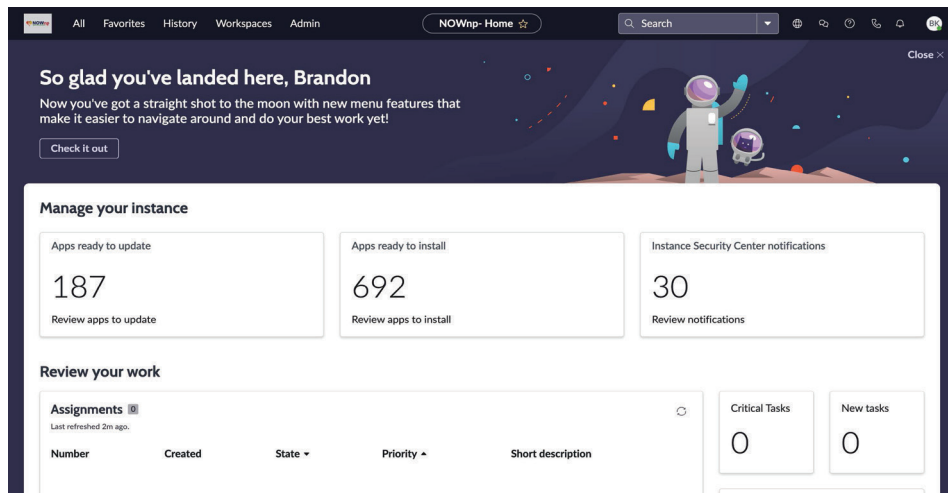 NOWnp All Favorites History Workspaces Admin NOWnp- Home ☆ Search BK
Close ×
So glad you've landed here, Brandon
Now you've got a straight shot to the moon with new menu features that
make it easier to navigate around and do your best work yet!
Check it out
Manage your instance
Apps ready to update
187
Review apps to update
Apps ready to install
692
Review apps to install
Instance Security Center notifications
30
Review notifications
Review your work
Assignments 0
Last refreshed 2m ago.
Number Created State Priority Short description
Critical Tasks
0
New tasks
0